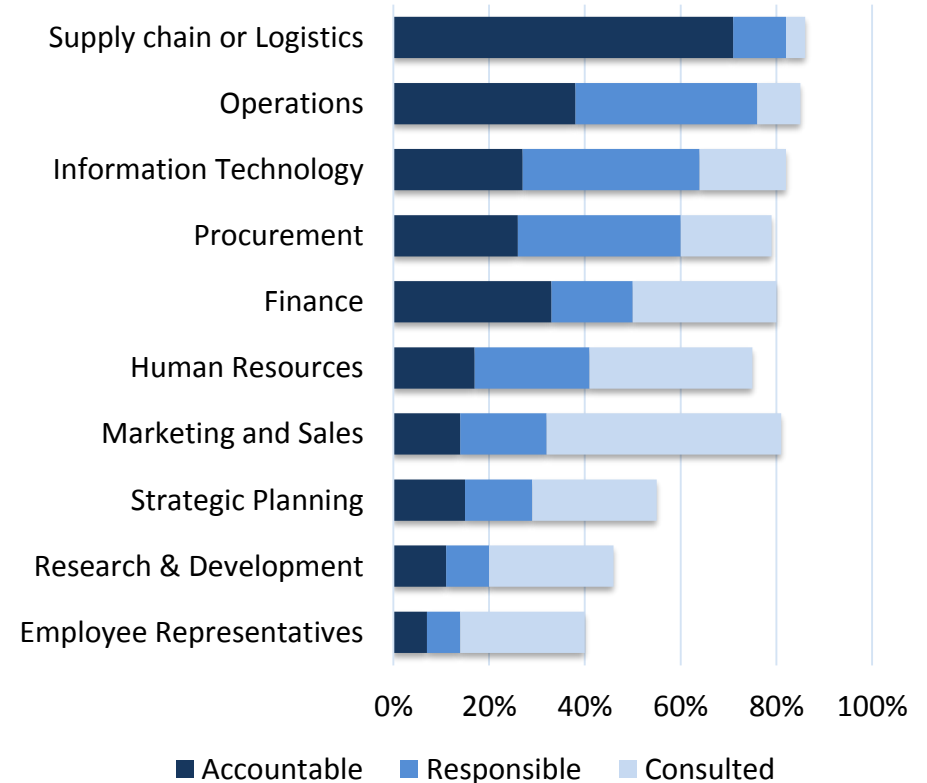 Supply chain or Logistics
Operations
Information Technology
Procurement
Finance
Human Resources
Marketing and Sales
Strategic Planning
Research & Development
Employee Representatives
0% 20% 40% 60% 80% 100%
Accountable Responsible Consulted